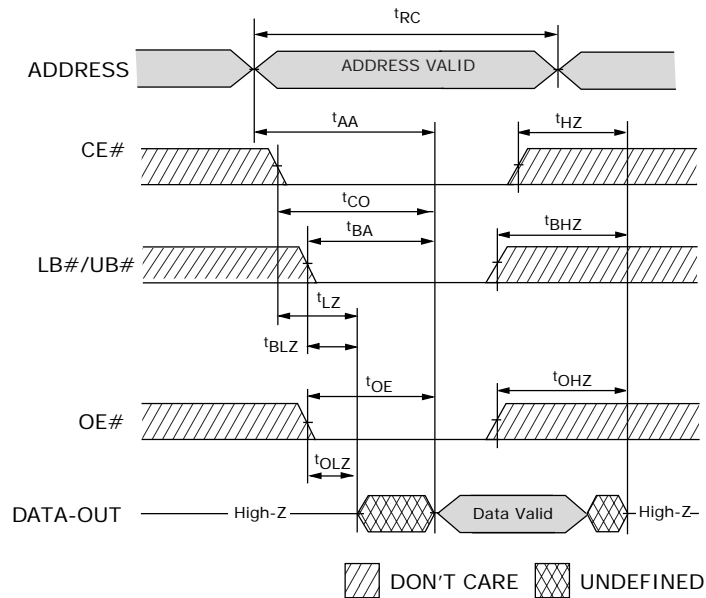 tRC
ADDRESS
ADDRESS VALID
tAA
tHZ
CE#
tCO
tBA
tBHZ
LB#/UB#
tLZ
tBLZ
tOE
tOHZ
OE#
tOLZ
DATA-OUT
High-Z
Data Valid
High-Z
DON'T CARE
UNDEFINED